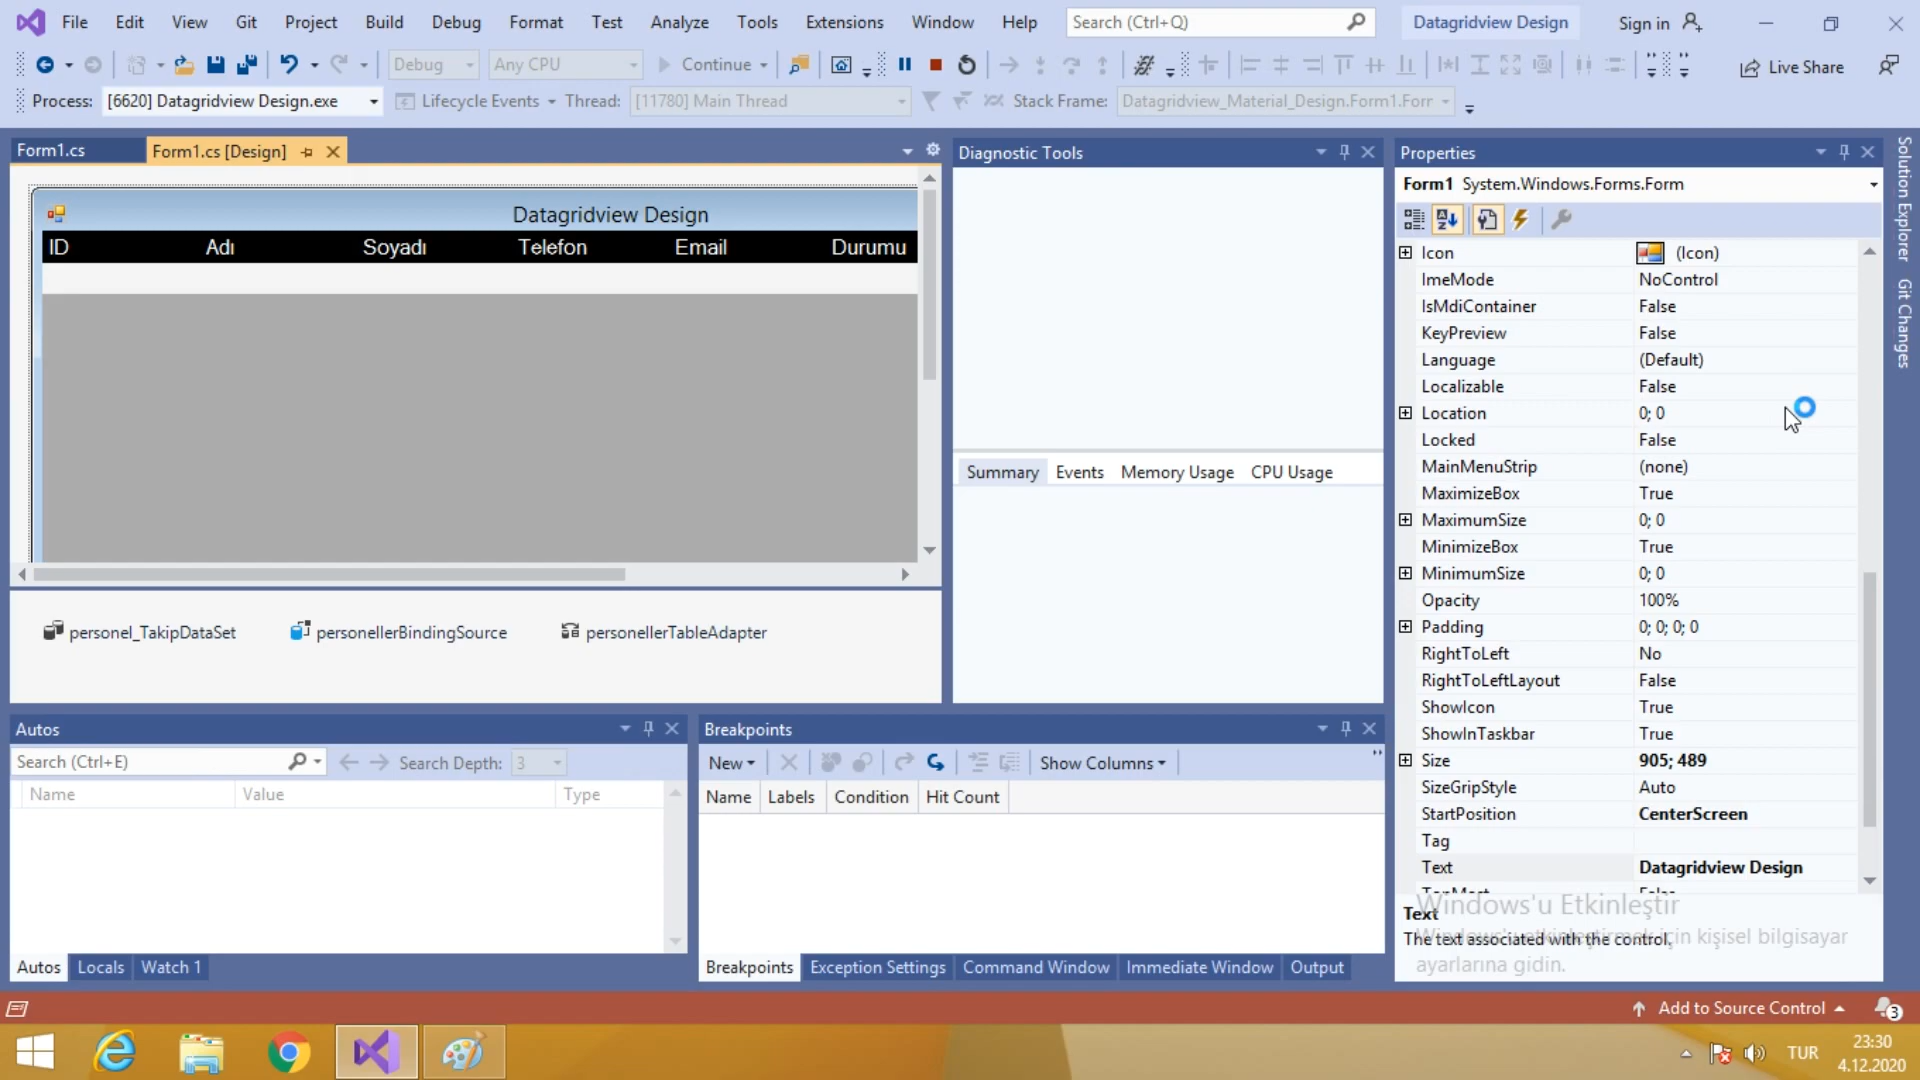 File Edit View Git Project Build Debug Format Test Analyze Tools Extensions Window Help Search (Ctrl+Q) Datagridview Design Sign in
Debug Any CPU Continue Live Share
Process: [6620] Datagridview Design.exe Lifecycle Events Thread: [11780] Main Thread Stack Frame: Datagridview_Material_Design.Form1.Forr
Form1.cs Form1.cs [Design]
Datagridview Design
ID Adı Soyadı Telefon Email Durumu
personel_TakipDataSet personellerBindingSource personellerTableAdapter
Diagnostic Tools
Summary Events Memory Usage CPU Usage
Properties
Form1 System.Windows.Forms.Form
Icon (Icon)
ImeMode NoControl
IsMdiContainer False
KeyPreview False
Language (Default)
Localizable False
Location 0; 0
Locked False
MainMenuStrip (none)
MaximizeBox True
MaximumSize 0; 0
MinimizeBox True
MinimumSize 0; 0
Opacity 100%
Padding 0; 0; 0; 0
RightToLeft No
RightToLeftLayout False
ShowIcon True
ShowInTaskbar True
Size 905; 489
SizeGripStyle Auto
StartPosition CenterScreen
Tag
Text Datagridview Design
Text
The text associated with the control.
Windows'u Etkinleştir
Windows'u etkinleştirmek için kişisel bilgisayar
ayarlarına gidin.
Solution Explorer
Git Changes
Autos
Search (Ctrl+E) Search Depth: 3
Name Value Type
Autos Locals Watch 1
Breakpoints
New Show Columns
Name Labels Condition Hit Count
Breakpoints Exception Settings Command Window Immediate Window Output
Add to Source Control 3
TUR
23:30
4.12.2020